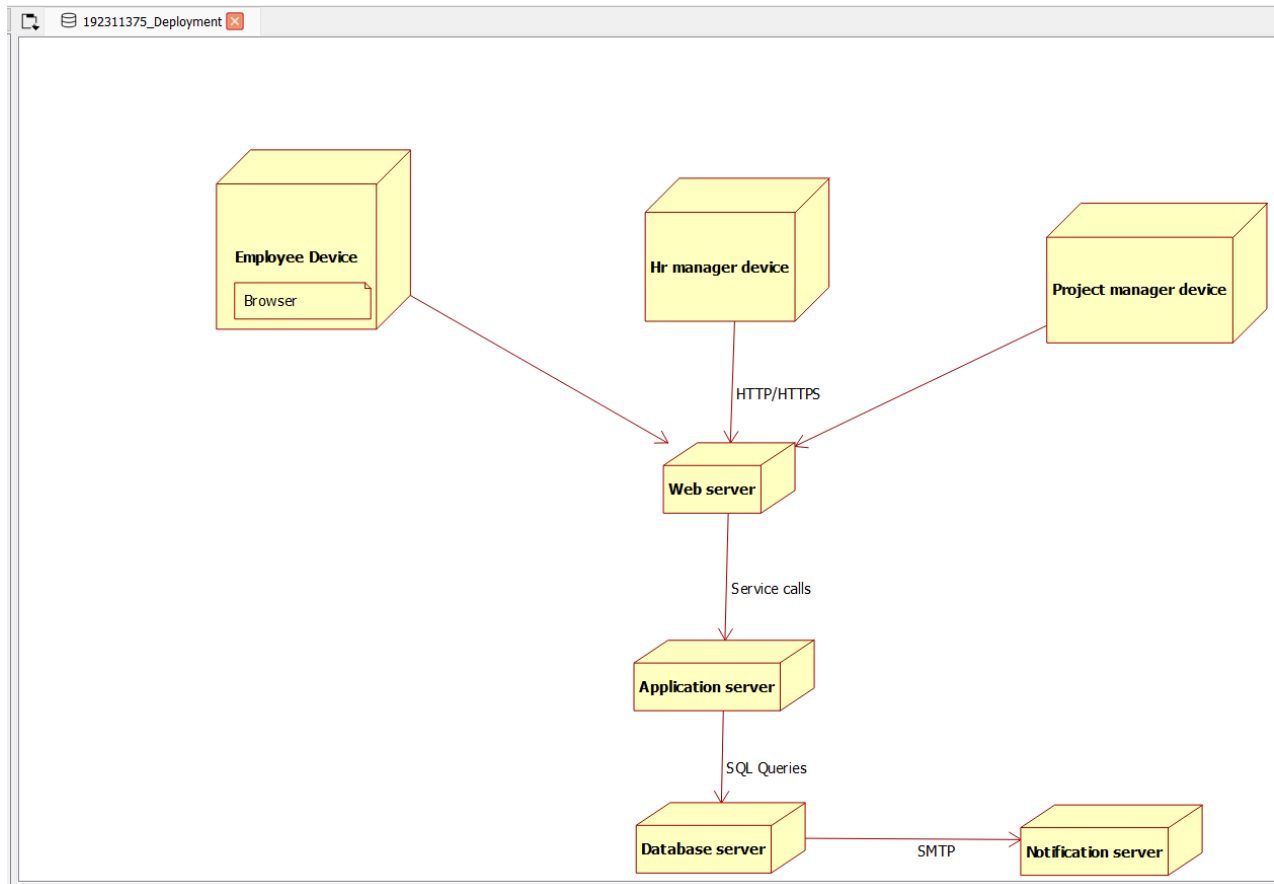 192311375_Deployment
Employee Device
Browser
Hr manager device
Project manager device
HTTP/HTTPS
Web server
Service calls
Application server
SQL Queries
Database server
SMTP
Notification server